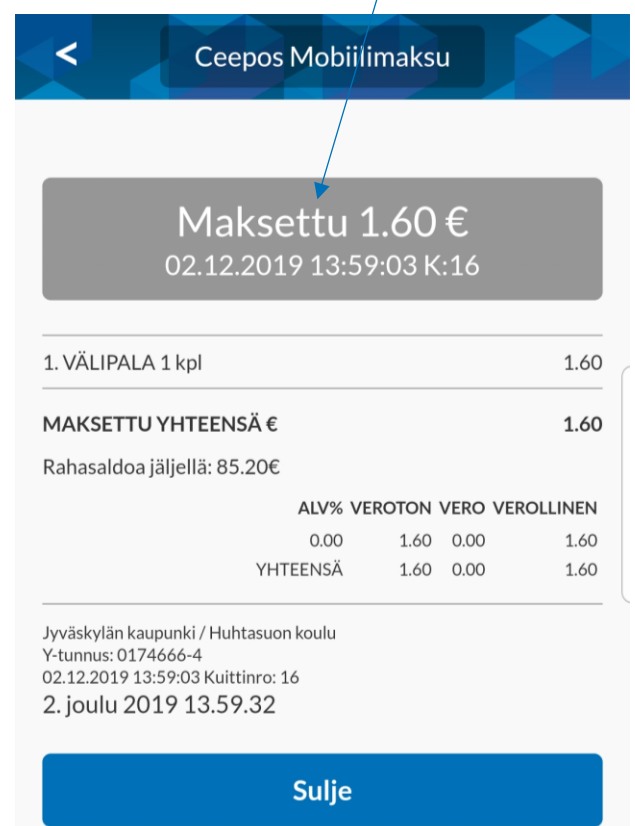 <
Ceepos Mobiilimaksu
Maksettu 1.60 €
02.12.2019 13:59:03 K:16
1. VÄLIPALA 1 kpl 1.60
MAKSETTU YHTEENSÄ € 1.60
Rahasaldoa jäljellä: 85.20€
ALV% VEROTON VERO VEROLLINEN
0.00 1.60 0.00 1.60
YHTEENSÄ 1.60 0.00 1.60
Jyväskylän kaupunki / Huhtasuon koulu
Y-tunnus: 0174666-4
02.12.2019 13:59:03 Kuittinro: 16
2. joulu 2019 13.59.32
Sulje